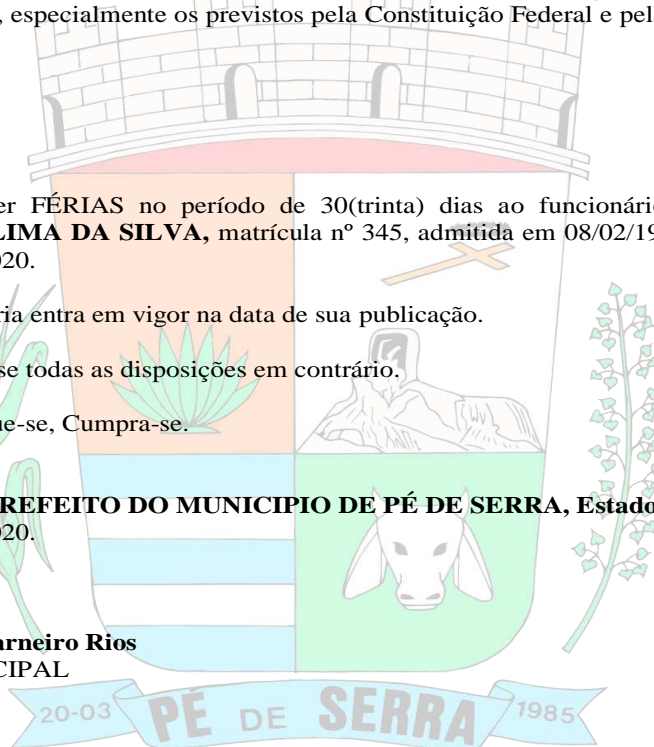 , especialmente os previstos pela Constituição Federal e pel
er FÉRIAS no período de 30(trinta) dias ao funcionári
LIMA DA SILVA, matrícula nº 345, admitida em 08/02/19
020.
ria entra em vigor na data de sua publicação.
se todas as disposições em contrário.
ue-se, Cumpra-se.
REFEITO DO MUNICIPIO DE PÉ DE SERRA, Estado
020.
arneiro Rios
CIPAL
20-03 PÉ DE SERRA 1985